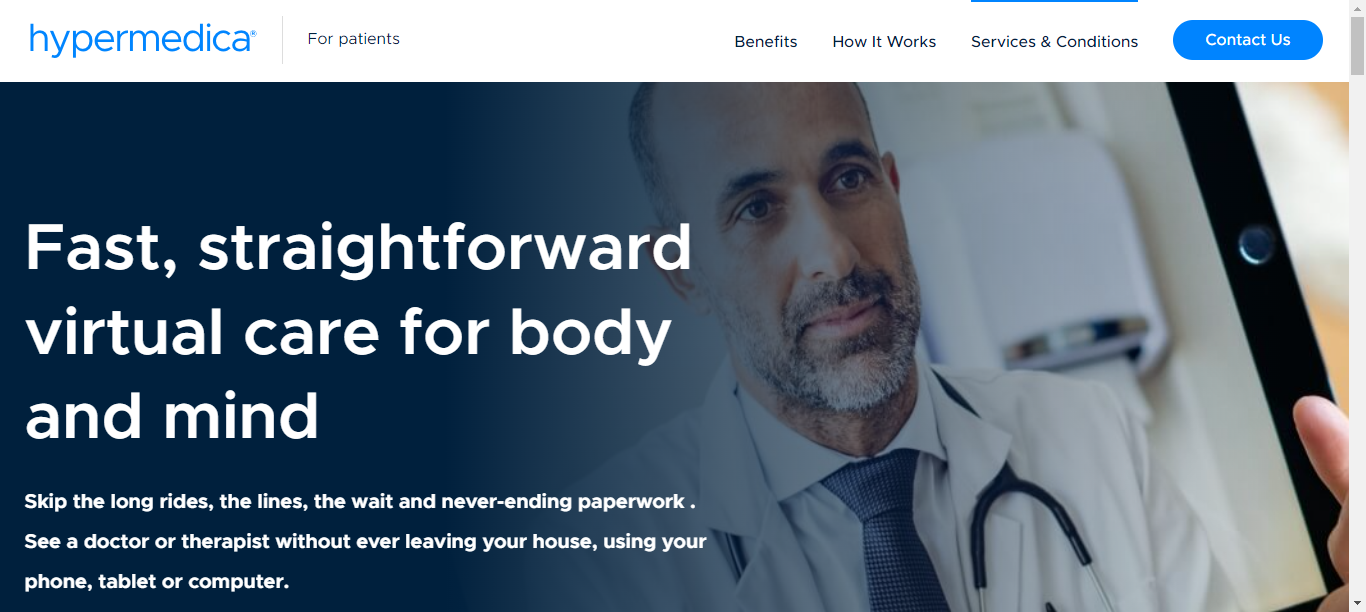 hypermedica®
For patients
Benefits
How It Works
Services & Conditions
Contact Us
Fast, straightforward
virtual care for body
and mind
Skip the long rides, the lines, the wait and never-ending paperwork .
See a doctor or therapist without ever leaving your house, using your
phone, tablet or computer.